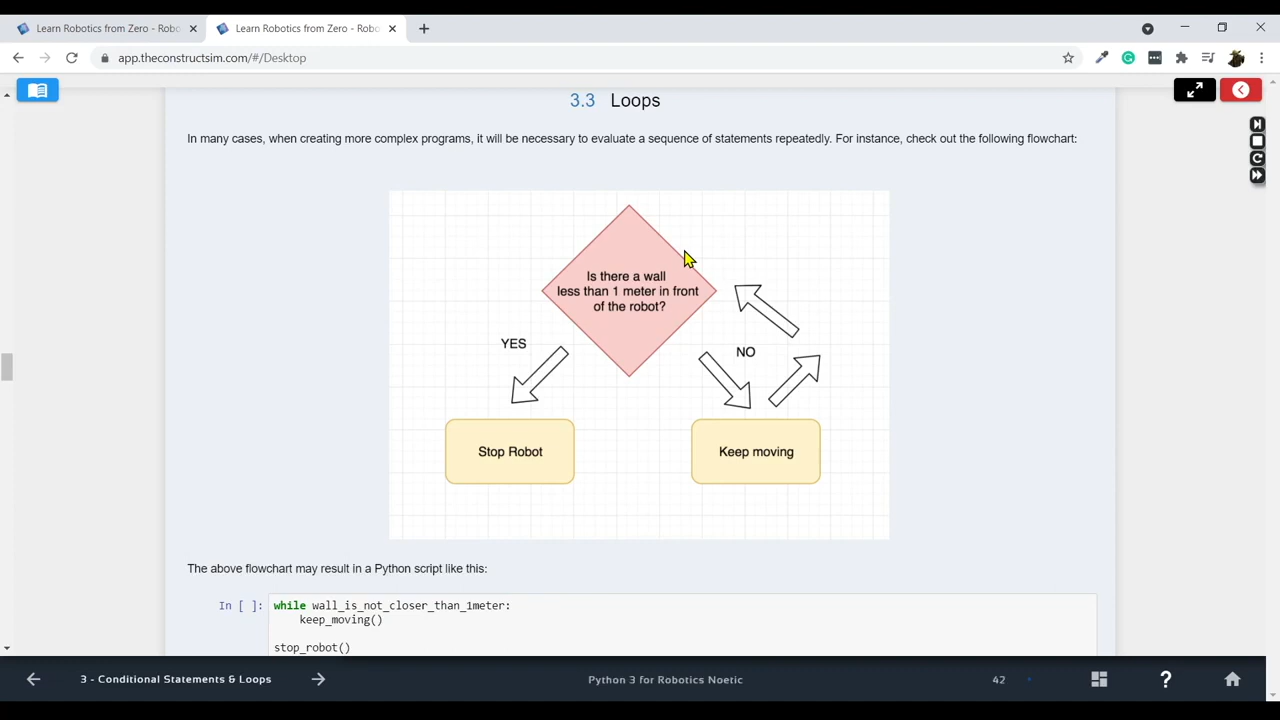 Learn Robotics from Zero - Robo
Learn Robotics from Zero - Robo
app.theconstructsim.com/#/Desktop
3.3 Loops
In many cases, when creating more complex programs, it will be necessary to evaluate a sequence of statements repeatedly. For instance, check out the following flowchart:
Is there a wall
less than 1 meter in front
of the robot?
YES
NO
Stop Robot
Keep moving
The above flowchart may result in a Python script like this:
In [ ]: while wall_is_not_closer_than_1meter:
keep_moving()
stop_robot()
3 - Conditional Statements & Loops
Python 3 for Robotics Noetic
42
?